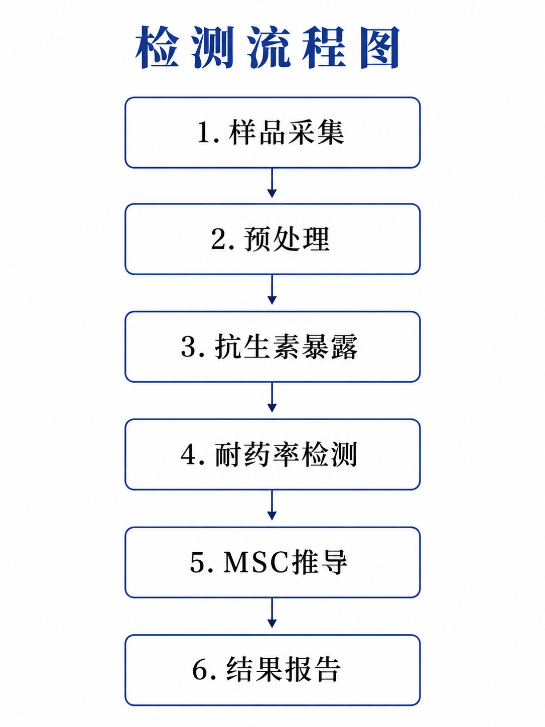 检测流程图
1. 样品采集
2. 预处理
3. 抗生素暴露
4. 耐药率检测
5. MSC推导
6. 结果报告